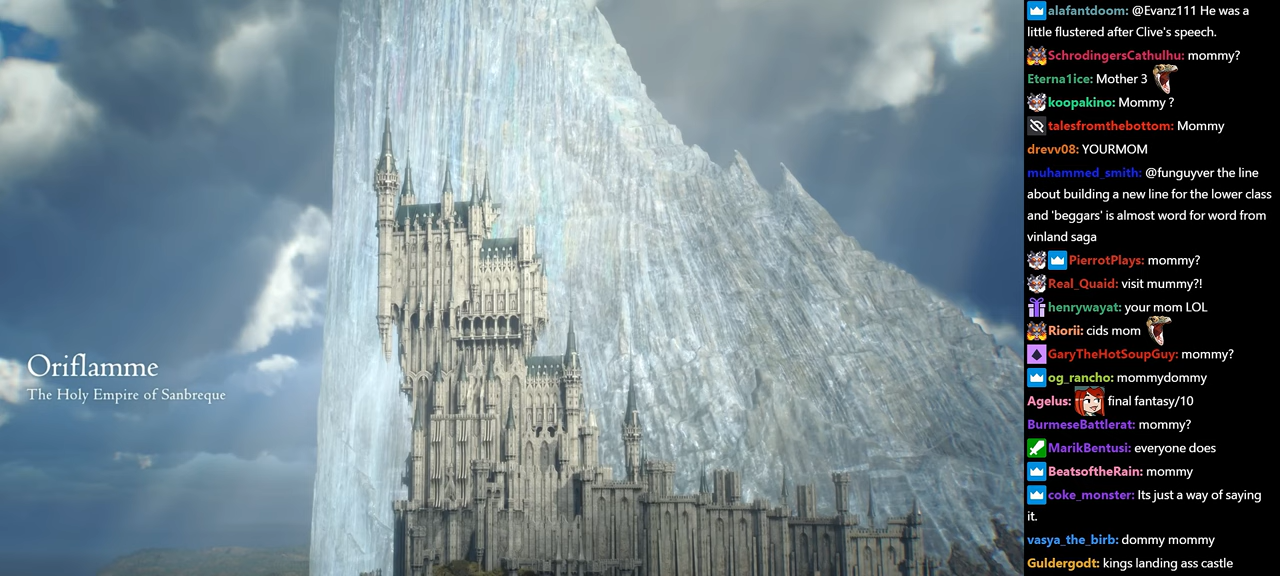 Oriflamme
The Holy Empire of Sanbreque
alafantdoom: @Evanz111 He was a
little flustered after Clive's speech.
SchrodingersCathulhu: mommy?
Eterna1ice: Mother 3
koopakino: Mommy ?
talesfromthebottom: Mommy
drevv08: YOURMOM
muhammed_smith: @funguyver the line
about building a new line for the lower class
and 'beggars' is almost word for word from
vinland saga
PierrotPlays: mommy?
Real_Quaid: visit mummy?!
henrywayat: your mom LOL
Riorii: cids mom
GaryTheHotSoupGuy: mommy?
og_rancho: mommydommy
Agelus: final fantasy/10
BurmeseBattlerat: mommy?
MarikBentusi: everyone does
BeatsoftheRain: mommy
coke_monster: Its just a way of saying
it.
vasya_the_birb: dommy mommy
Guldergodt: kings landing ass castle